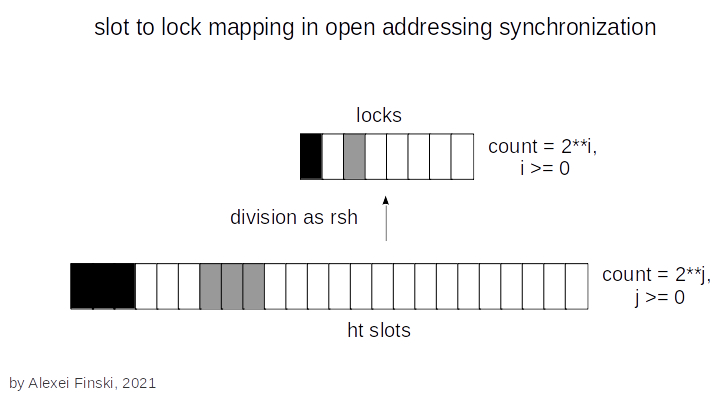 slot to lock mapping in open addressing synchronization
locks
count = 2**i,
i >= 0
division as rsh
count = 2**j,
j >= 0
ht slots
by Alexei Finski, 2021